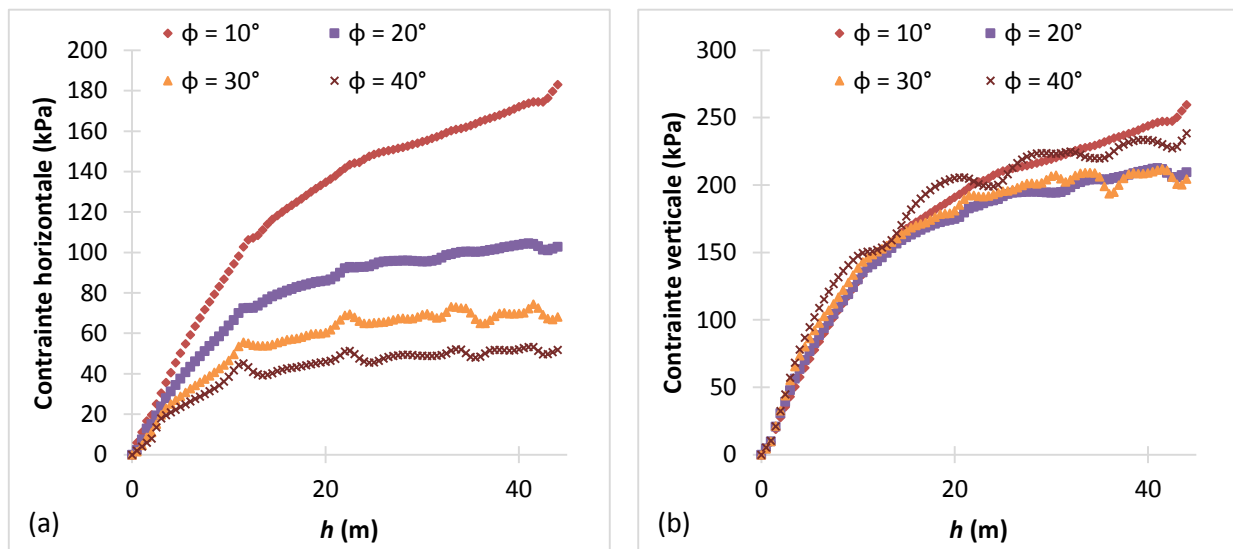 φ = 10° φ = 20°
φ = 30° φ = 40°
200
180
160
140
120
100
80
60
40
20
0
Contrainte horizontale (kPa)
0 20 40
h (m)
(a)
φ = 10° φ = 20°
φ = 30° φ = 40°
300
250
200
150
100
50
0
Contrainte verticale (kPa)
0 20 40
h (m)
(b)